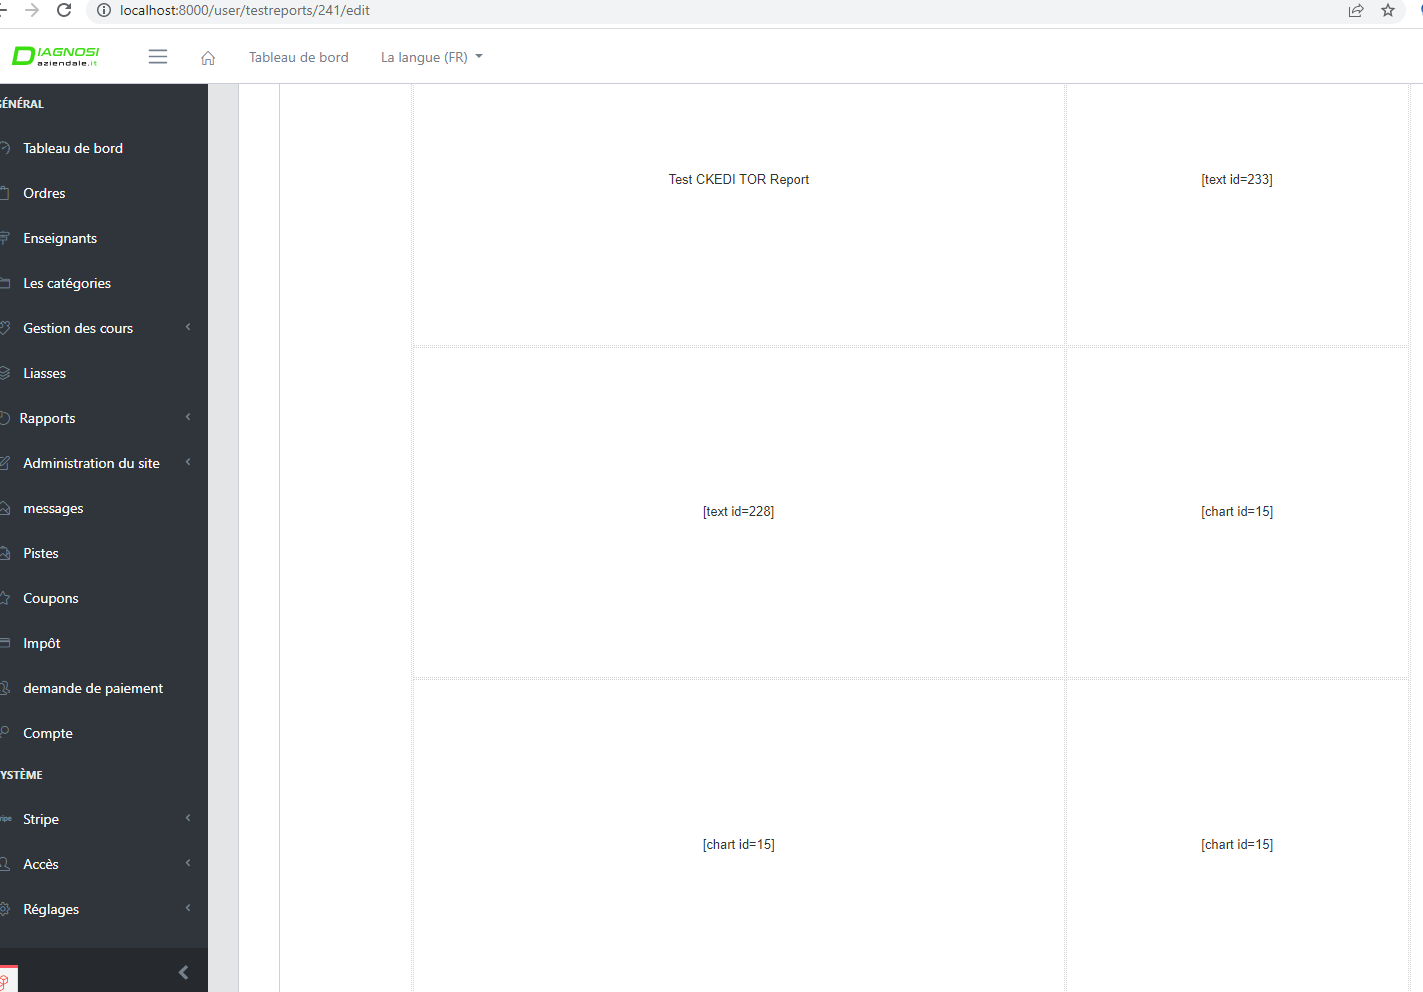 localhost:8000/user/testreports/241/edit
DIAGNOSI
aziendale.it
Tableau de bord
La langue (FR)
GÉNÉRAL
Tableau de bord
Ordres
Enseignants
Les catégories
Gestion des cours
Liasses
Rapports
Administration du site
messages
Pistes
Coupons
Impôt
demande de paiement
Compte
YSTÈME
Stripe
Accès
Réglages
Test CKEDI TOR Report
[text id=233]
[text id=228]
[chart id=15]
[chart id=15]
[chart id=15]